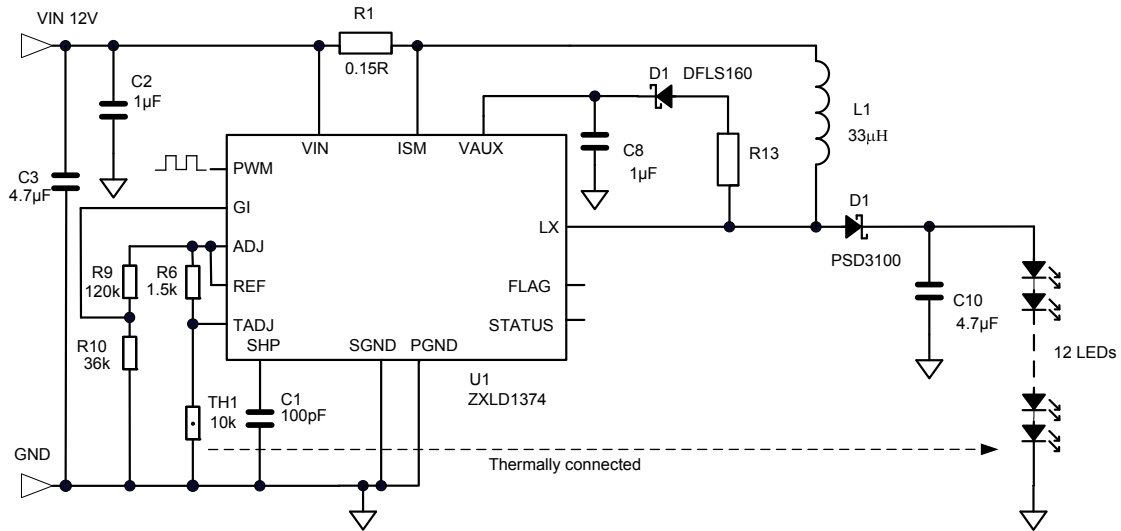 VIN 12V
R1
0.15R
C2
1µF
D1 DFLS160
L1
33µH
C3
4.7µF
VIN
ISM
VAUX
C8
1µF
R13
PWM
GI
ADJ
REF
TADJ
SHP
SGND
PGND
LX
FLAG
STATUS
D1
PSD3100
R9
120k
R6
1.5k
R10
36k
C10
4.7µF
12 LEDs
U1
ZXLD1374
TH1
10k
C1
100pF
GND
Thermally connected